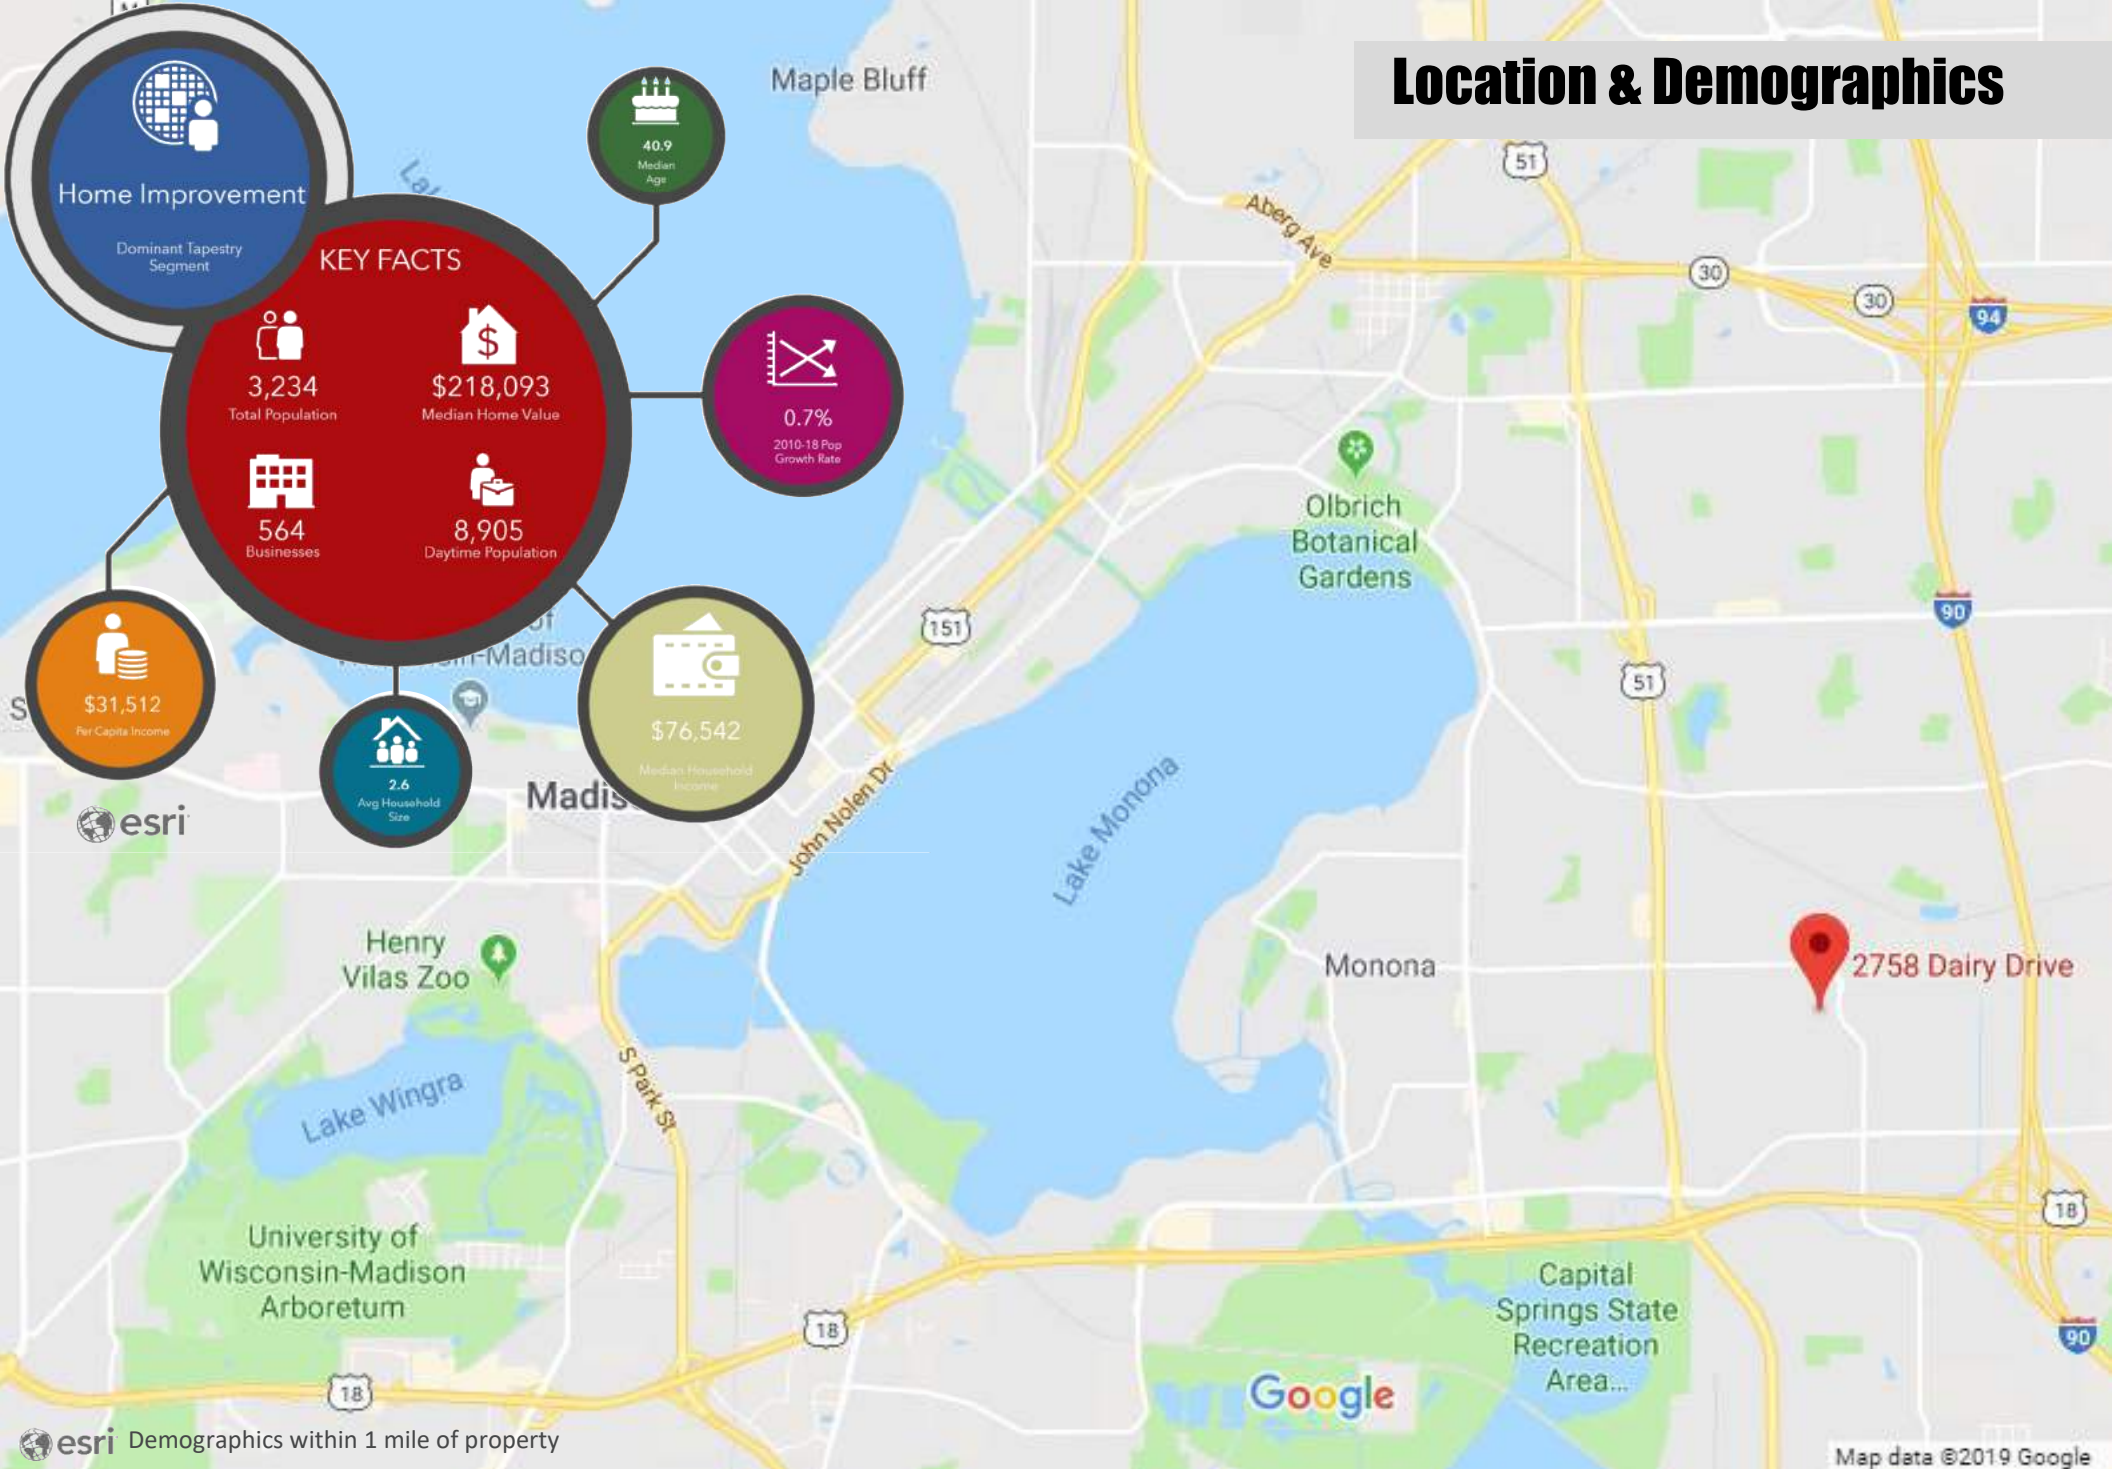 Location & Demographics
Home Improvement
Dominant Tapestry
Segment
KEY FACTS
3,234
Total Population
$218,093
Median Home Value
564
Businesses
8,905
Daytime Population
40.9
Median
Age
0.7%
2010-18 Pop
Growth Rate
$76,542
Median Household
Income
2.6
Avg Household
Size
$31,512
Per Capita Income
esri
Maple Bluff
51
Aberg Ave
30
30
94
Olbrich
Botanical
Gardens
151
90
51
of
-Madiso
S
Madis
John Nolen Dr
Lake Monona
Henry
Vilas Zoo
Monona
2758 Dairy Drive
Lake Wingra
S Park St
University of
Wisconsin-Madison
Arboretum
18
Capital
Springs State
Recreation
Area...
18
90
18
Google
esri Demographics within 1 mile of property
Map data ©2019 Google